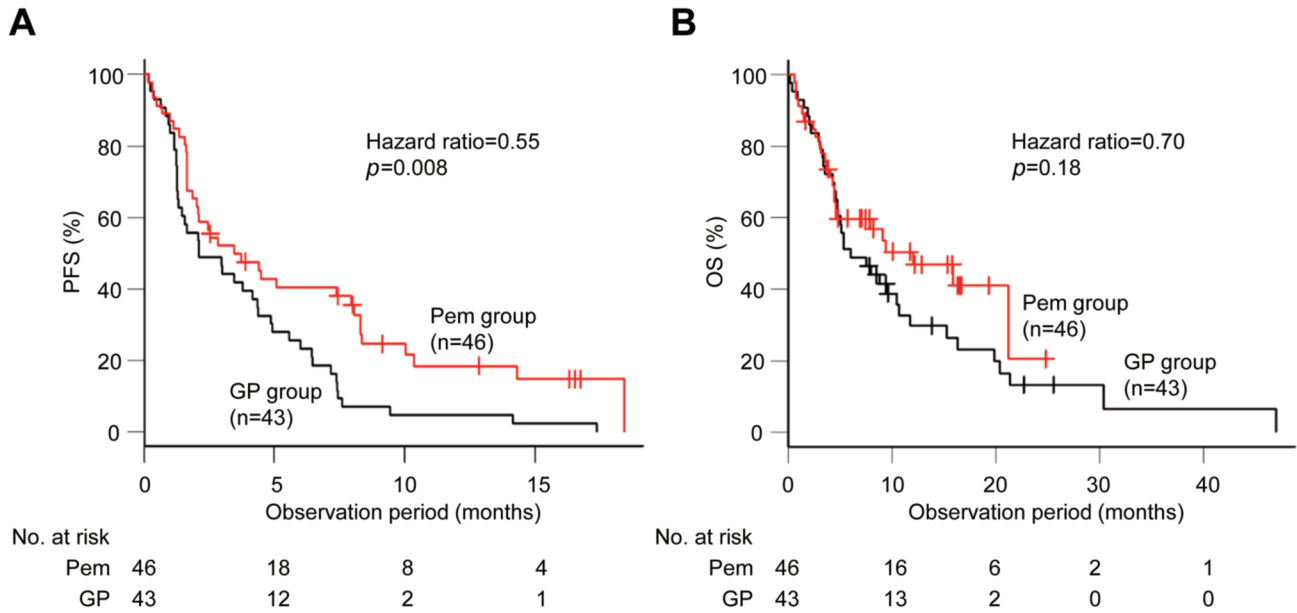 A
100
80
60
40
20
0
PFS (%)
Hazard ratio=0.55
p=0.008
Pem group
(n=46)
GP group
(n=43)
0 5 10 15
Observation period (months)
No. at risk
Pem 46 18 8 4
GP 43 12 2 1
B
100
80
60
40
20
0
OS (%)
Hazard ratio=0.70
p=0.18
Pem group
(n=46)
GP group
(n=43)
0 10 20 30 40
Observation period (months)
No. at risk
Pem 46 16 6 2 1
GP 43 13 2 0 0